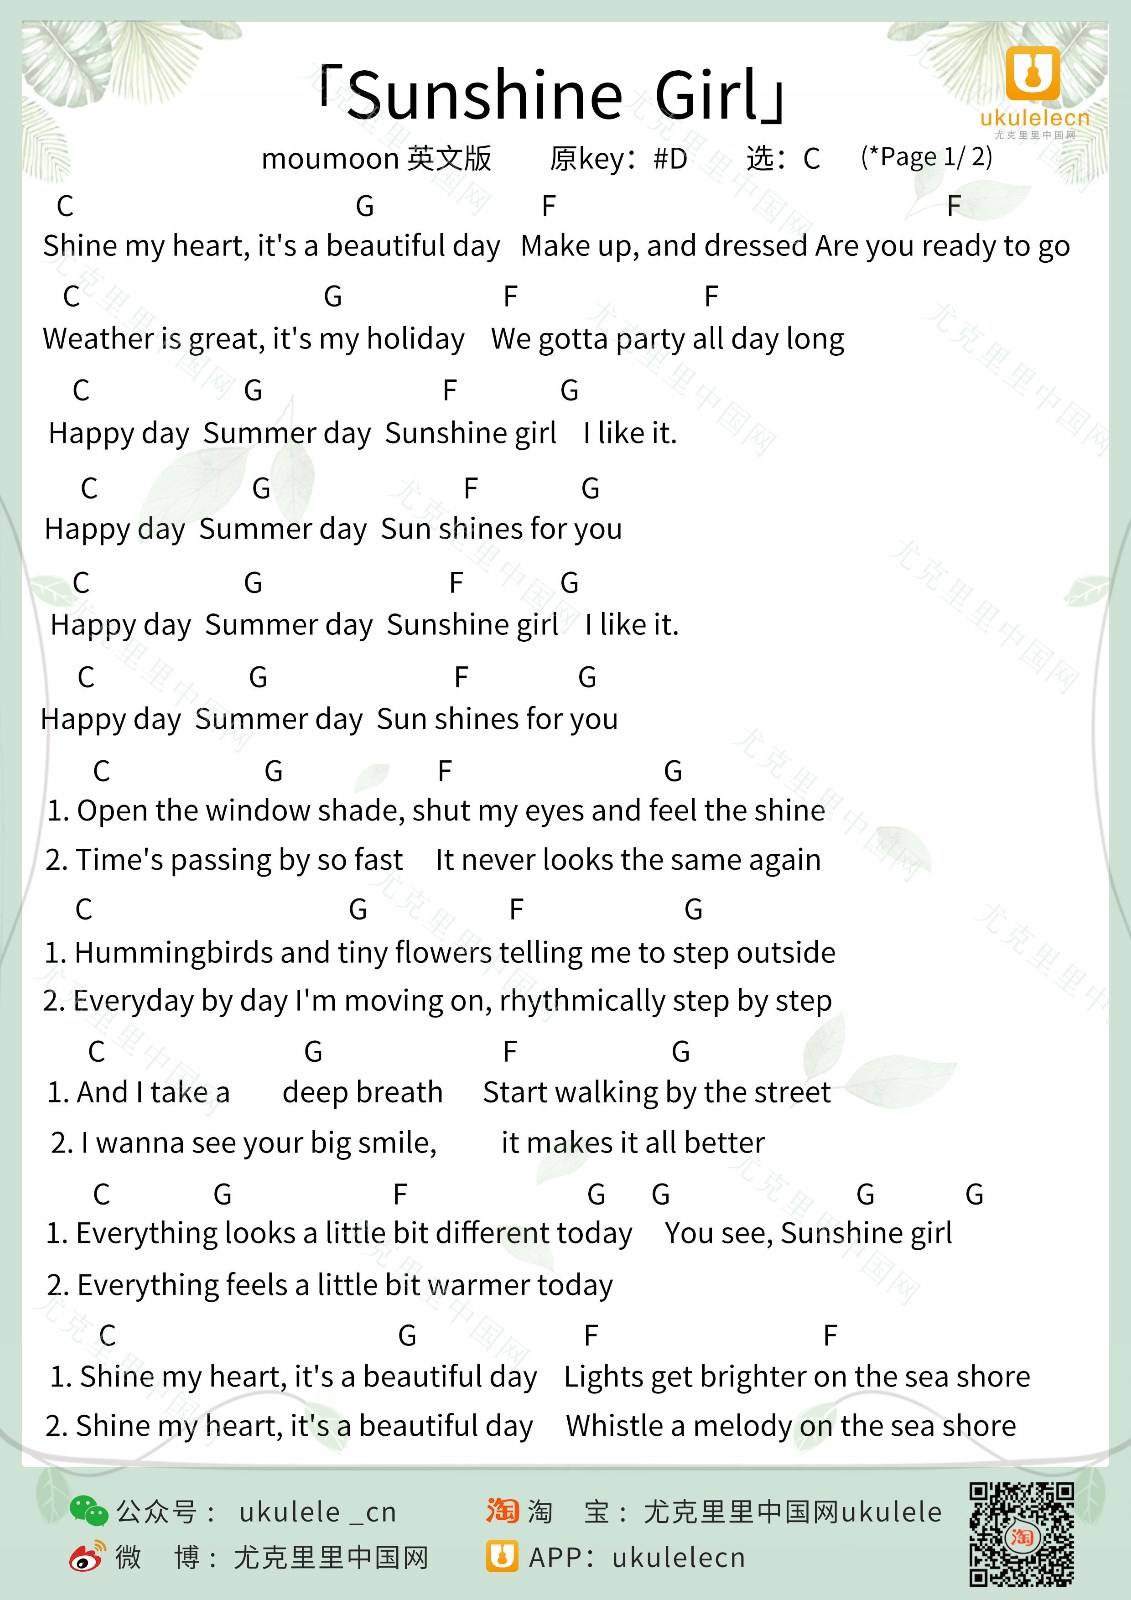 「Sunshine Girl」
ukulelecn
尤克里里中国网
moumoon 英文版 原key：#D 选：C (*Page 1/ 2)
C G F F
Shine my heart, it's a beautiful day Make up, and dressed Are you ready to go
C G F F
Weather is great, it's my holiday We gotta party all day long
C G F G
Happy day Summer day Sunshine girl I like it.
C G F G
Happy day Summer day Sun shines for you
C G F G
Happy day Summer day Sunshine girl I like it.
C G F G
Happy day Summer day Sun shines for you
C G F G
1. Open the window shade, shut my eyes and feel the shine
2. Time's passing by so fast It never looks the same again
C G F G
1. Hummingbirds and tiny flowers telling me to step outside
2. Everyday by day I'm moving on, rhythmically step by step
C G F G
1. And I take a deep breath Start walking by the street
2. I wanna see your big smile, it makes it all better
C G F G G G G
1. Everything looks a little bit different today You see, Sunshine girl
2. Everything feels a little bit warmer today
C G F F
1. Shine my heart, it's a beautiful day Lights get brighter on the sea shore
2. Shine my heart, it's a beautiful day Whistle a melody on the sea shore
公众号： ukulele _cn 淘 淘 宝：尤克里里中国网ukulele
微 博：尤克里里中国网 APP：ukulelecn
淘